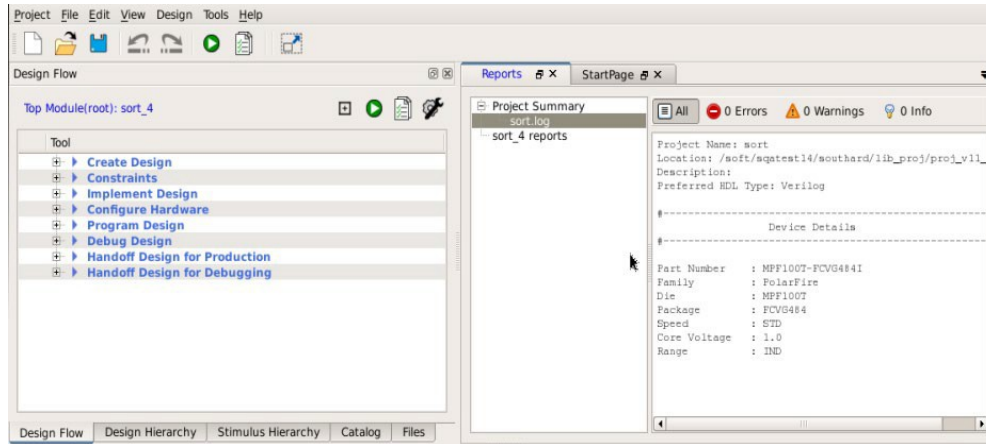 Project File Edit View Design Tools Help
Design Flow
Top Module(root): sort_4
Tool
Create Design
Constraints
Implement Design
Configure Hardware
Program Design
Debug Design
Handoff Design for Production
Handoff Design for Debugging
Design Flow Design Hierarchy Stimulus Hierarchy Catalog Files
Reports StartPage
Project Summary
sort.log
sort_4 reports
All 0 Errors 0 Warnings 0 Info
Project Name: sort
Location: /soft/sqatest14/southard/lib_proj/proj_v11_
Description:
Preferred HDL Type: Verilog
#--------------------------------------------------
Device Details
#--------------------------------------------------
Part Number : MPF100T-FCVG484I
Family : PolarFire
Die : MPF100T
Package : FCVG484
Speed : STD
Core Voltage : 1.0
Range : IND